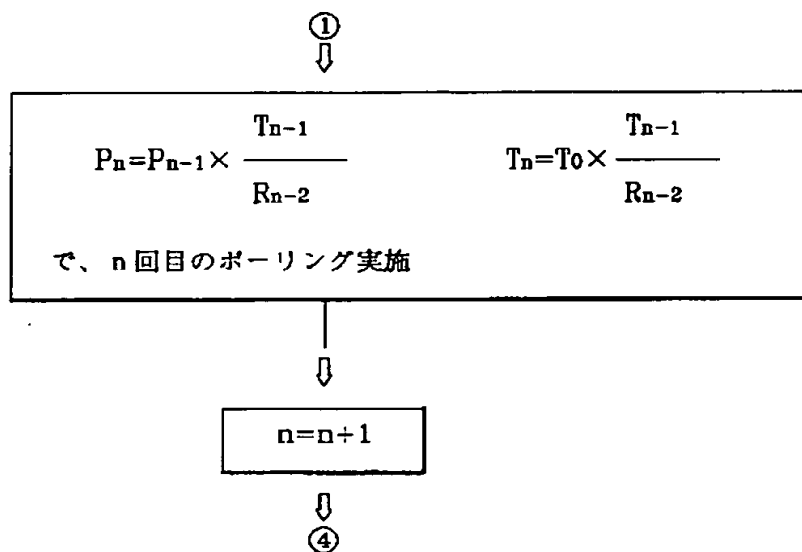 ①
⇩
Pn=Pn-1× Tn-1 / Rn-2  Tn=T0× Tn-1 / Rn-2
で、n回目のポーリング実施
⇩
n=n+1
⇩
④